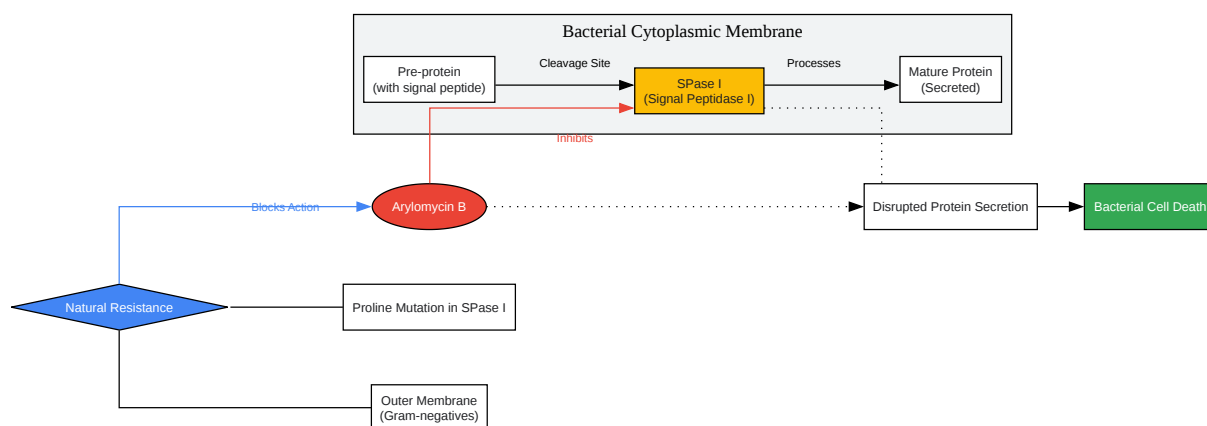 Bacterial Cytoplasmic Membrane
Pre-protein
(with signal peptide)
Cleavage Site
SPase I
(Signal Peptidase I)
Processes
Mature Protein
(Secreted)
Inhibits
Blocks Action
Arylomycin B
Disrupted Protein Secretion
Bacterial Cell Death
Natural Resistance
Proline Mutation in SPase I
Outer Membrane
(Gram-negatives)